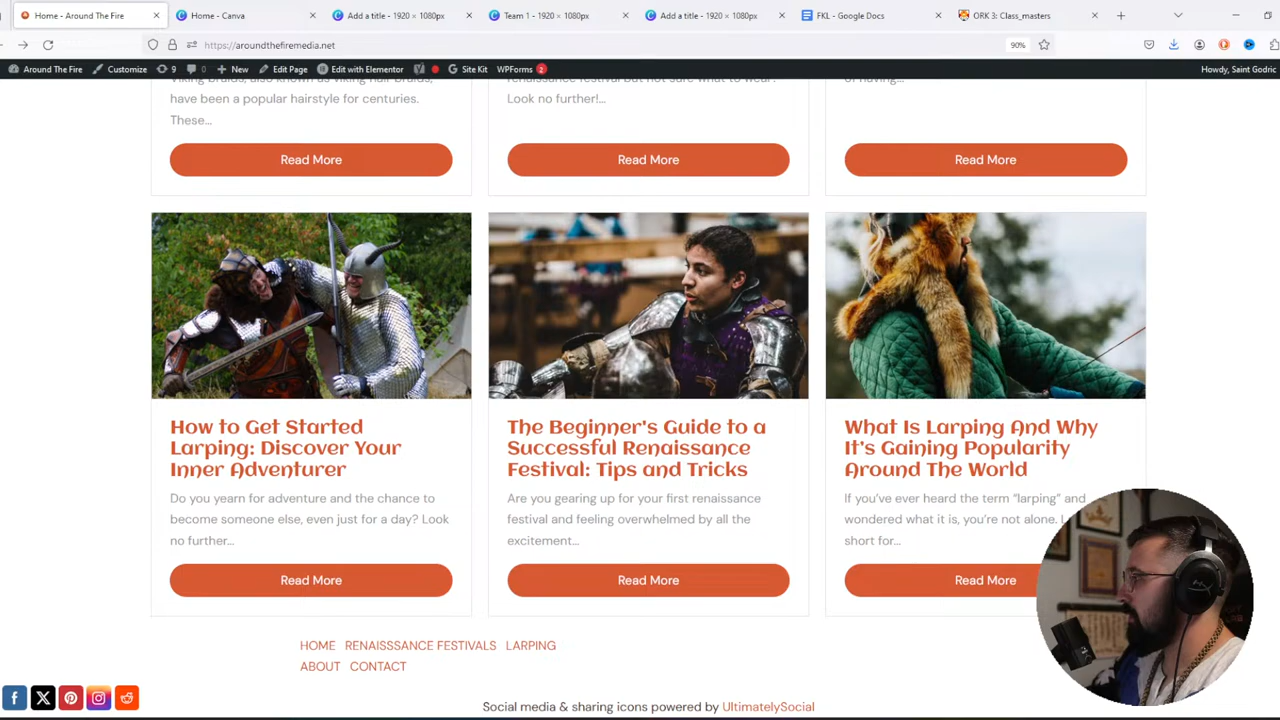 Home - Around The Fire
Home - Canva
Add a title - 1920 × 1080px
Team 1 - 1920 × 1080px
Add a title - 1920 × 1080px
FKL - Google Docs
ORK 3: Class_masters
https://aroundthefiremedia.net
90%
Around The Fire
Customize
9
0
New
Edit Page
Edit with Elementor
Site Kit
WPForms 2
Howdy, Saint Godric
Viking braids, also known as Viking hair braids,
have been a popular hairstyle for centuries.
These...
Read More
renaissance festival but not sure what to wear?
Look no further!...
Read More
of having...
Read More
How to Get Started
Larping: Discover Your
Inner Adventurer
Do you yearn for adventure and the chance to
become someone else, even just for a day? Look
no further...
Read More
The Beginner's Guide to a
Successful Renaissance
Festival: Tips and Tricks
Are you gearing up for your first renaissance
festival and feeling overwhelmed by all the
excitement...
Read More
What Is Larping And Why
It's Gaining Popularity
Around The World
If you've ever heard the term “larping” and
wondered what it is, you're not alone.
short for...
Read More
HOME RENAISSSANCE FESTIVALS LARPING
ABOUT CONTACT
Social media & sharing icons powered by UltimatelySocial